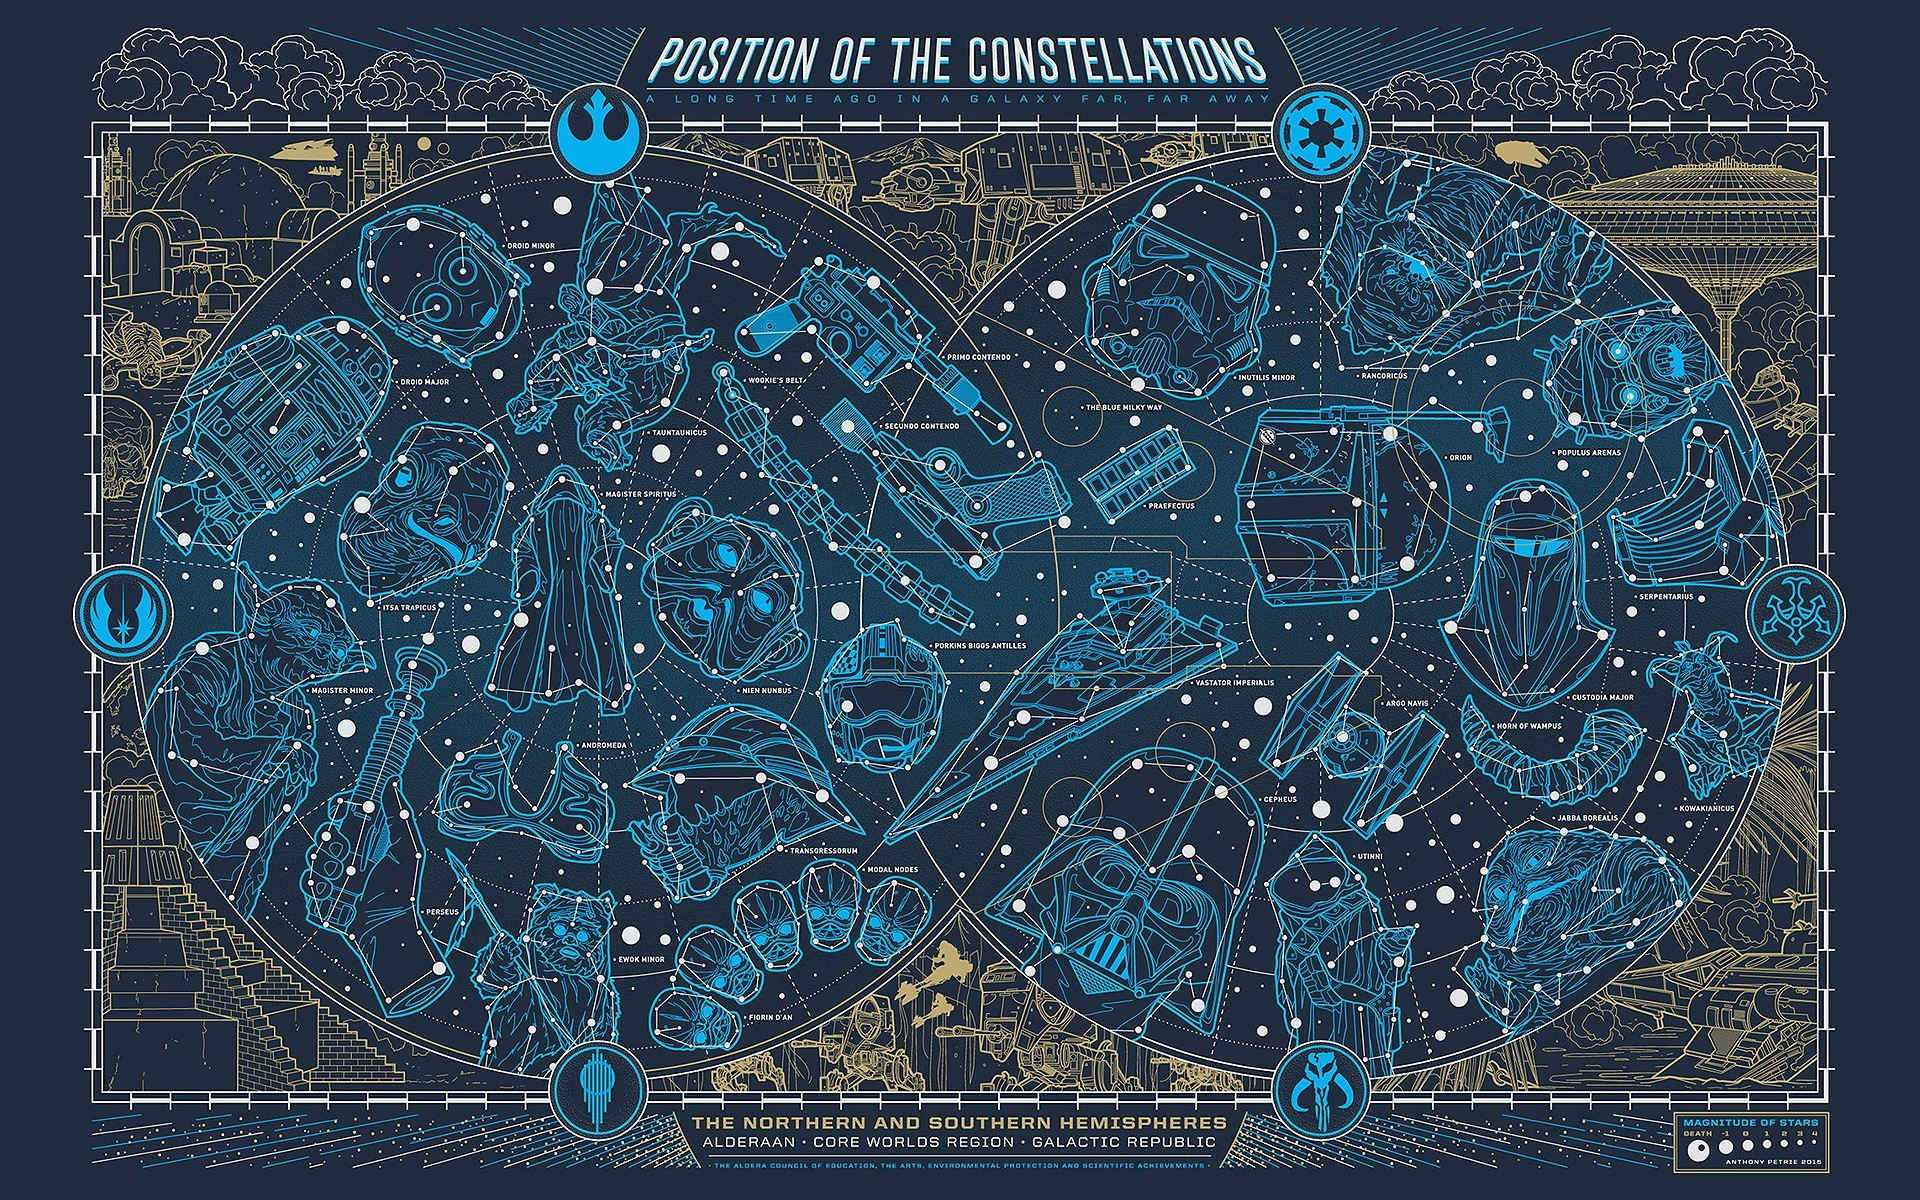 POSITION OF THE CONSTELLATIONS
A LONG TIME AGO IN A GALAXY FAR, FAR AWAY
DROID MINOR
PRIMO CONTENDO
DROID MAJOR
WOOKIE'S BELT
INUTILIS MINOR
RANCORICUS
THE BLUE MILKY WAY
SECUNDO CONTENDO
TAUNTAUNICUS
ORION
POPULUS ARENAS
MAGISTER SPIRITUS
PRAEFECTUS
ITSA TRAPICUS
SERPENTARIUS
PORKINS BIGGS ANTILLES
MAGISTER MINOR
NIEN NUNBUS
VASTATOR IMPERIALIS
CUSTODIA MAJOR
ARGO NAVIS
HORN OF WAMPUS
ANDROMEDA
CEPHEUS
KOWAKIANICUS
JABBA BOREALIS
TRANSGRESSORUM
UTINNI
MODAL NODES
PERSEUS
EWOK MINOR
FIGRIN D'AN
THE NORTHERN AND SOUTHERN HEMISPHERES
ALDERAAN • CORE WORLDS REGION • GALACTIC REPUBLIC
• THE ALDERA COUNCIL OF EDUCATION, THE ARTS, ENVIRONMENTAL PROTECTION AND SCIENTIFIC ACHIEVEMENTS •
MAGNITUDE OF STARS
DEATH -1 0 1 2 3 4
ANTHONY PETRIE 2015